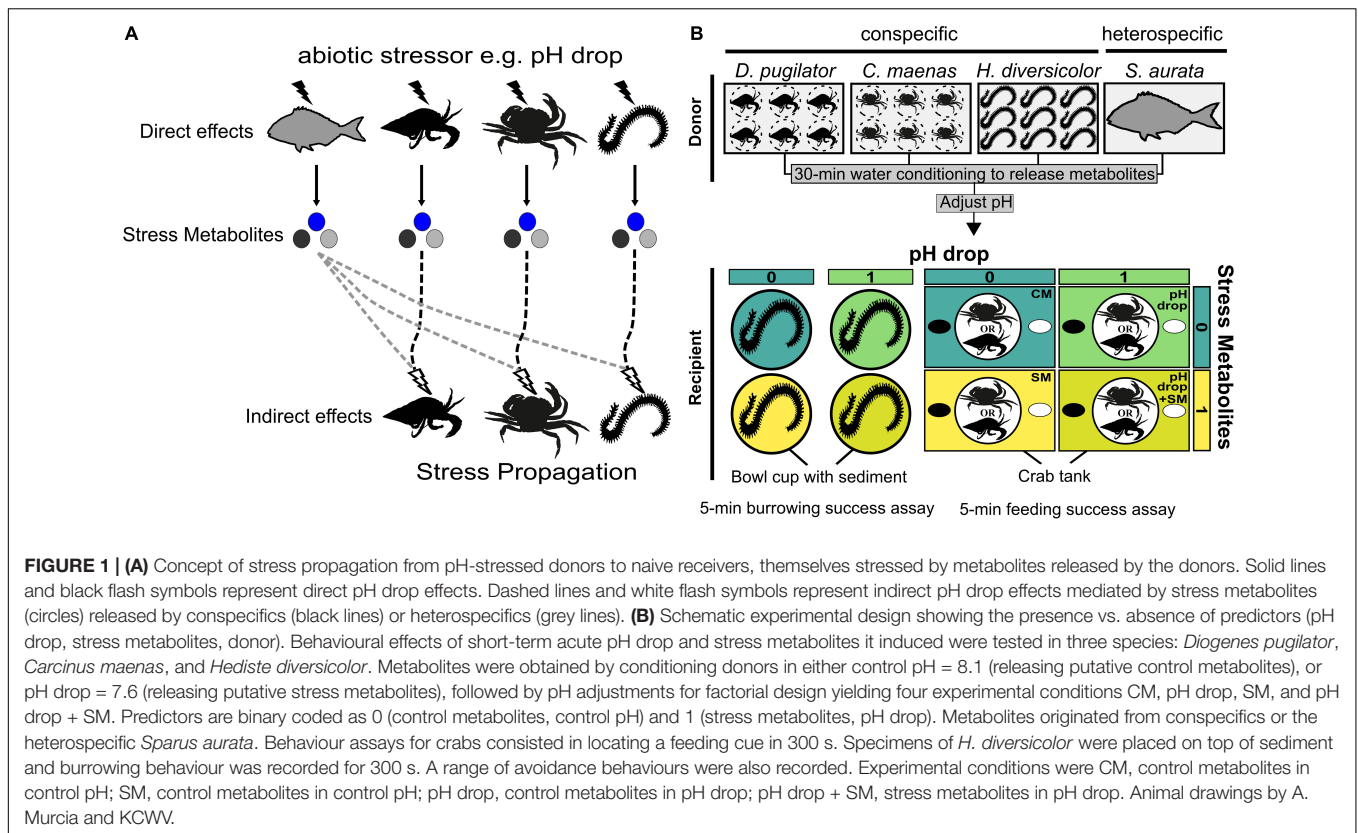 A
abiotic stressor e.g. pH drop
Direct effects
Stress Metabolites
Indirect effects
Stress Propagation
B
conspecific
heterospecific
D. pugilator
C. maenas
H. diversicolor
S. aurata
Donor
30-min water conditioning to release metabolites
Adjust pH
pH drop
0
1
0
1
Recipient
CM
OR
pH
drop
OR
SM
OR
pH
drop
+SM
OR
0
1
Stress Metabolites
Bowl cup with sediment
Crab tank
5-min burrowing success assay
5-min feeding success assay
FIGURE 1 | (A) Concept of stress propagation from pH-stressed donors to naive receivers, themselves stressed by metabolites released by the donors. Solid lines
and black flash symbols represent direct pH drop effects. Dashed lines and white flash symbols represent indirect pH drop effects mediated by stress metabolites
(circles) released by conspecifics (black lines) or heterospecifics (grey lines). (B) Schematic experimental design showing the presence vs. absence of predictors (pH
drop, stress metabolites, donor). Behavioural effects of short-term acute pH drop and stress metabolites it induced were tested in three species: Diogenes pugilator,
Carcinus maenas, and Hediste diversicolor. Metabolites were obtained by conditioning donors in either control pH = 8.1 (releasing putative control metabolites), or
pH drop = 7.6 (releasing putative stress metabolites), followed by pH adjustments for factorial design yielding four experimental conditions CM, pH drop, SM, and pH
drop + SM. Predictors are binary coded as 0 (control metabolites, control pH) and 1 (stress metabolites, pH drop). Metabolites originated from conspecifics or the
heterospecific Sparus aurata. Behaviour assays for crabs consisted in locating a feeding cue in 300 s. Specimens of H. diversicolor were placed on top of sediment
and burrowing behaviour was recorded for 300 s. A range of avoidance behaviours were also recorded. Experimental conditions were CM, control metabolites in
control pH; SM, control metabolites in control pH; pH drop, control metabolites in pH drop; pH drop + SM, stress metabolites in pH drop. Animal drawings by A.
Murcia and KCWV.